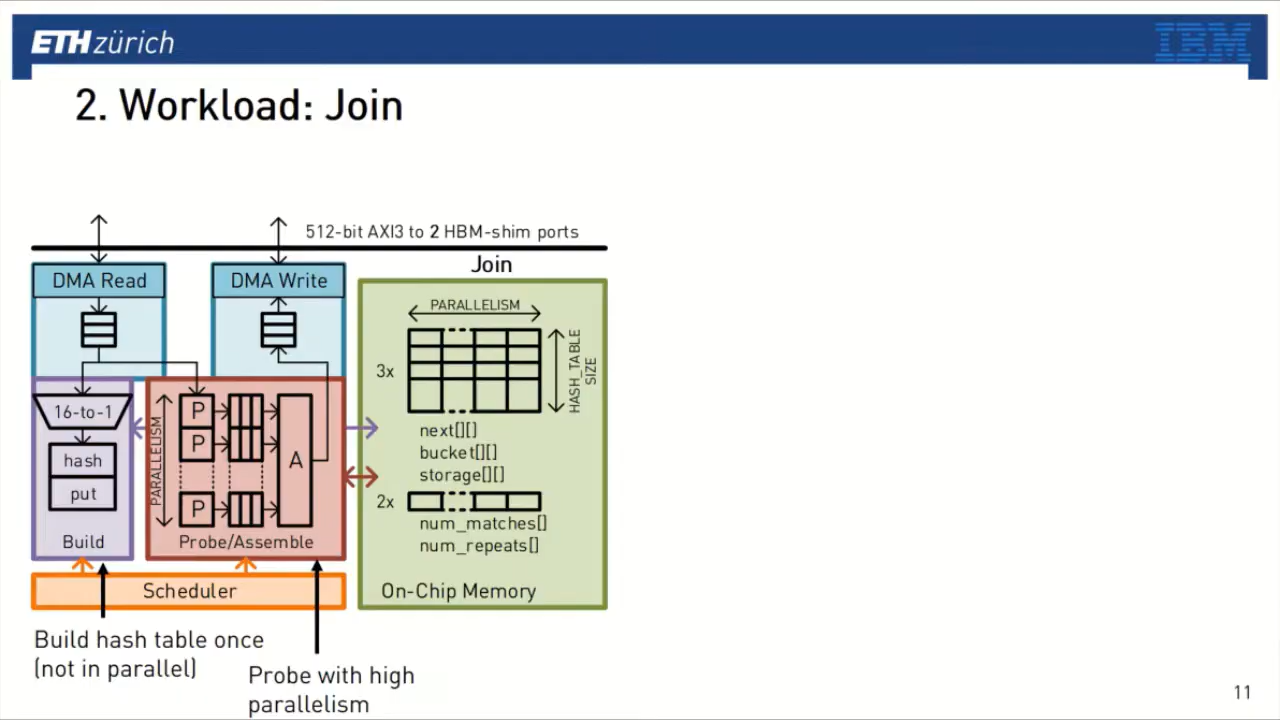 ETH zürich
IBM
2. Workload: Join
512-bit AXI3 to 2 HBM-shim ports
Join
DMA Read
DMA Write
PARALLELISM
HASH_TABLE
SIZE
3x
16-to-1
hash
put
Build
PARALLELISM
P
P
P
A
Probe/Assemble
next[][]
bucket[][]
storage[][]
2x
num_matches[]
num_repeats[]
On-Chip Memory
Scheduler
Build hash table once
(not in parallel)
Probe with high
parallelism
11